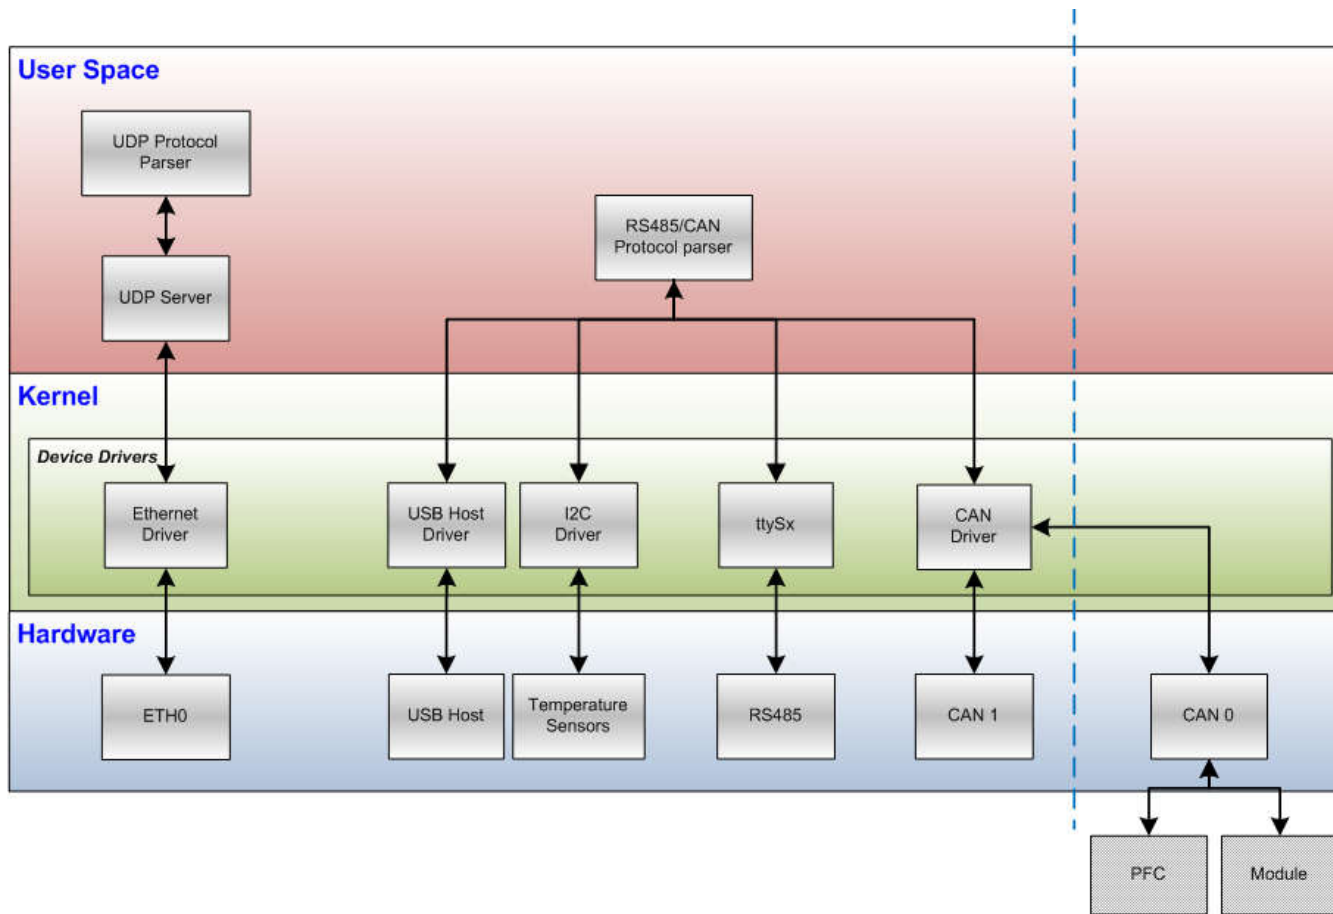 User Space
UDP Protocol
Parser
RS485/CAN
Protocol parser
UDP Server
Kernel
Device Drivers
Ethernet
Driver
USB Host
Driver
I2C
Driver
ttySx
CAN
Driver
Hardware
ETH0
USB Host
Temperature
Sensors
RS485
CAN 1
CAN 0
PFC
Module